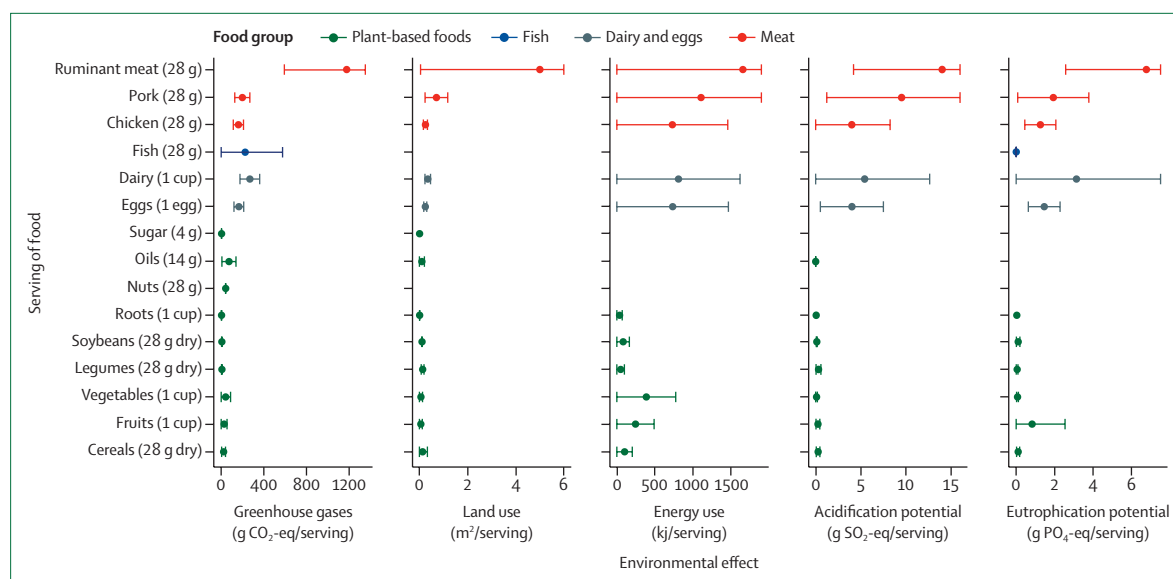 Food group Plant-based foods Fish Dairy and eggs Meat
Serving of food
Ruminant meat (28 g)
Pork (28 g)
Chicken (28 g)
Fish (28 g)
Dairy (1 cup)
Eggs (1 egg)
Sugar (4 g)
Oils (14 g)
Nuts (28 g)
Roots (1 cup)
Soybeans (28 g dry)
Legumes (28 g dry)
Vegetables (1 cup)
Fruits (1 cup)
Cereals (28 g dry)
0 400 800 1200 0 2 4 6 0 500 1000 1500 0 5 10 15 0 2 4 6
Greenhouse gases Land use Energy use Acidification potential Eutrophication potential
(g CO₂-eq/serving) (m²/serving) (kj/serving) (g SO₂-eq/serving) (g PO₄-eq/serving)
Environmental effect